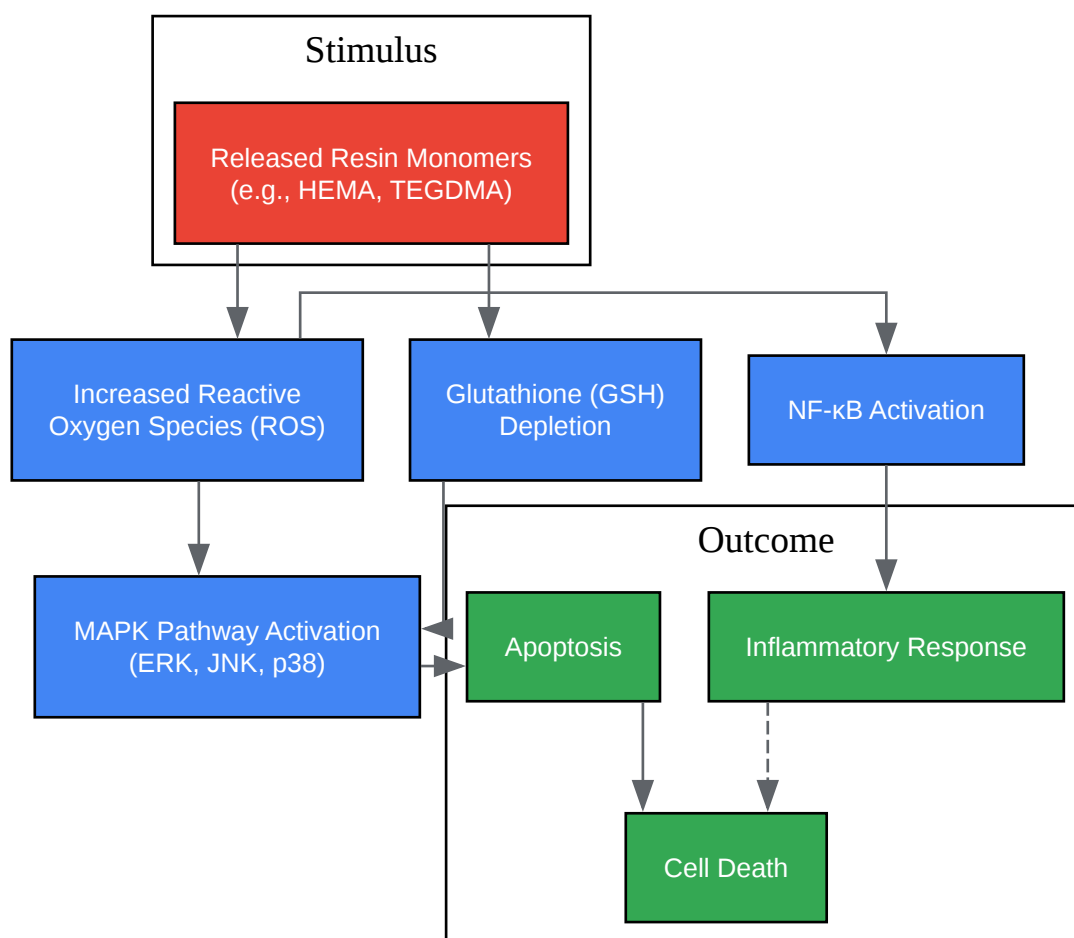 Stimulus
Released Resin Monomers
(e.g., HEMA, TEGDMA)
Increased Reactive
Oxygen Species (ROS)
Glutathione (GSH)
Depletion
NF-κB Activation
Outcome
MAPK Pathway Activation
(ERK, JNK, p38)
Apoptosis
Inflammatory Response
Cell Death